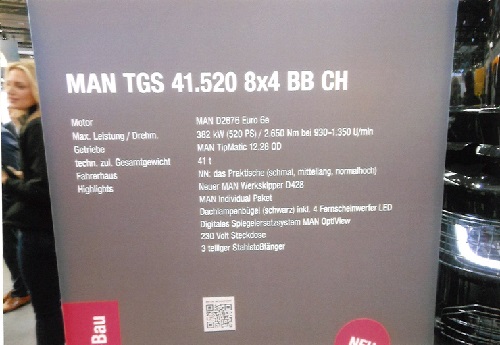 MAN TGS 41.520 8x4 BB CH
Motor MAN D2676 Euro 6e
Max. Leistung / Drehm. 382 kW (520 PS) / 2.650 Nm bei 930–1.350 U/min
Getriebe MAN TipMatic 12.28 OD
techn. zul. Gesamtgewicht 41 t
Fahrerhaus NN: das Praktische (schmal, mittellang, normalhoch)
Highlights Neuer MAN Werkskipper D428
MAN Individual Paket
Dachlampenbügel (schwarz) inkl. 4 Fernscheinwerfer LED
Digitales Spiegelersatzsystem MAN OptiView
230 Volt Steckdose
3 teiliger Stahlstoßfänger
Bau
NEU